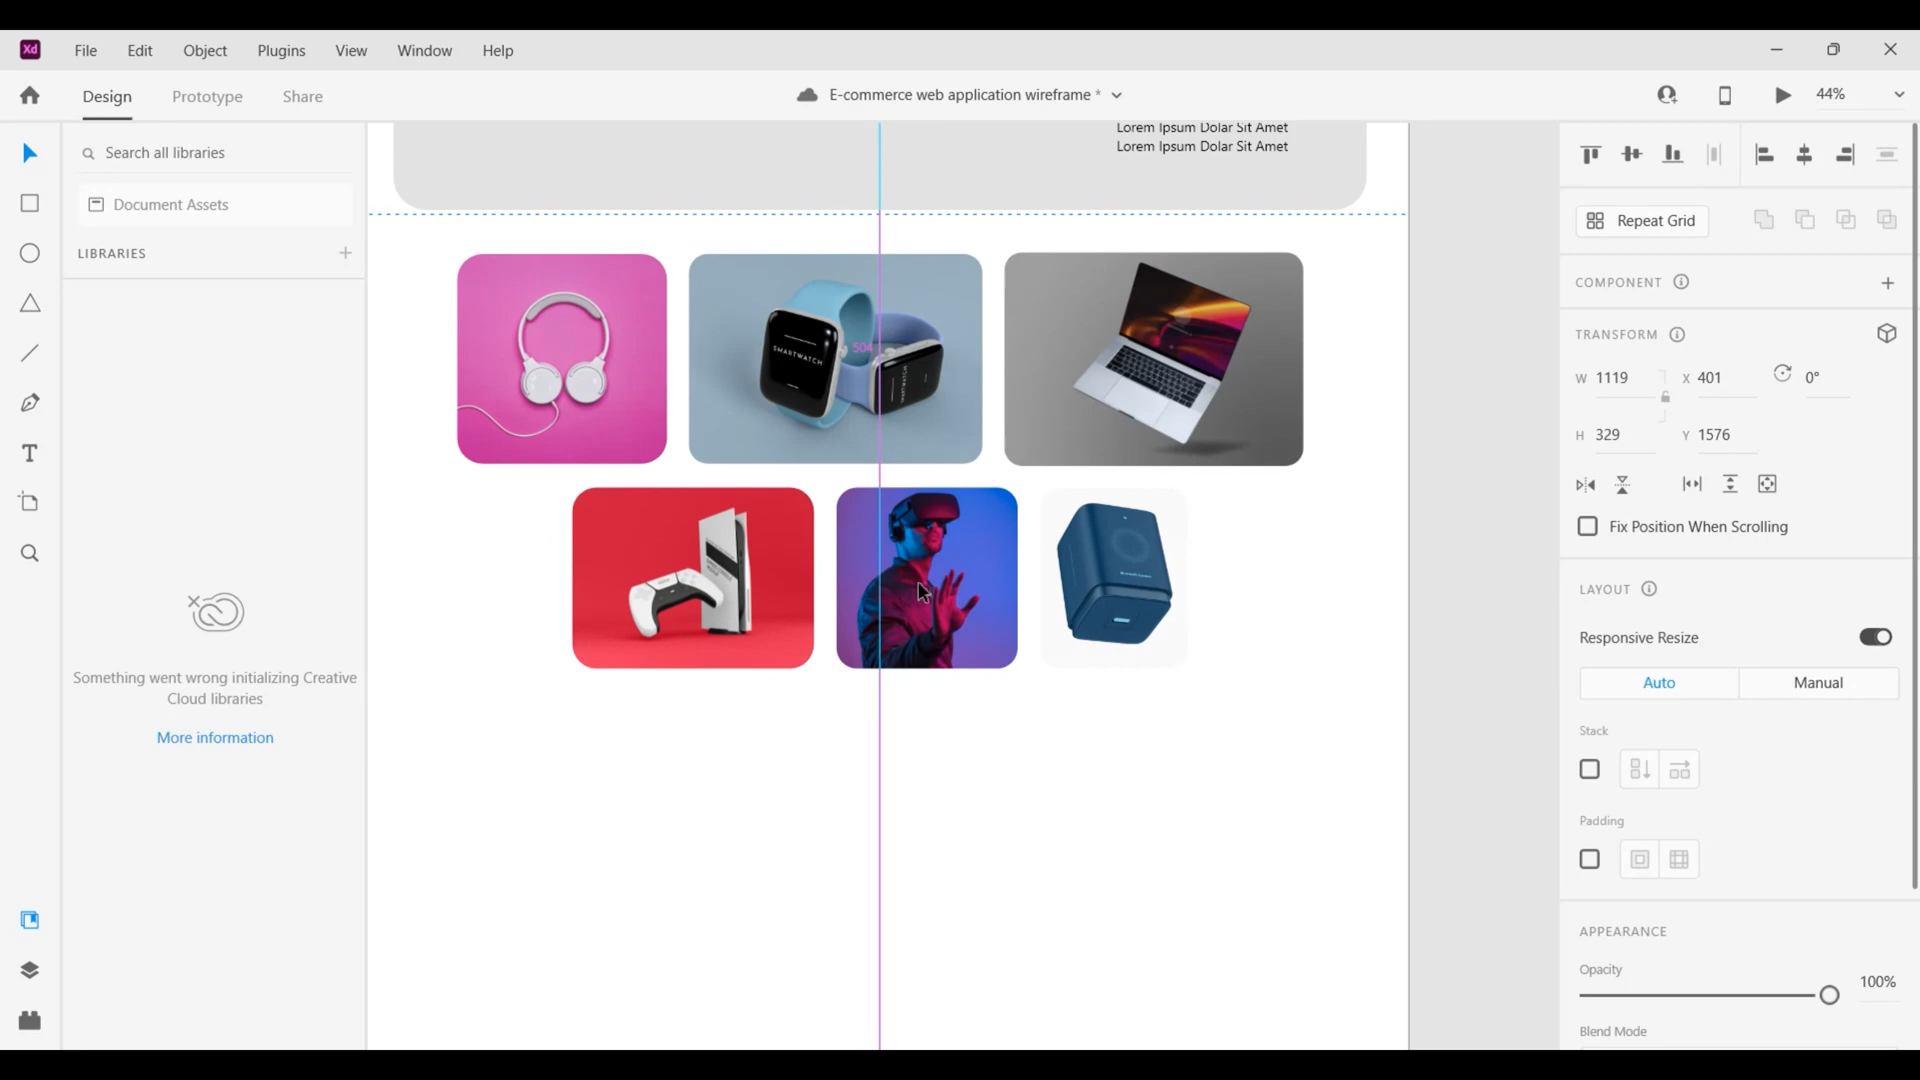 Xd File Edit Object Plugins View Window Help
Design Prototype Share E-commerce web application wireframe * 44%
Search all libraries
Document Assets
LIBRARIES
Something went wrong initializing Creative
Cloud libraries
More information
Lorem Ipsum Dolar Sit Amet
Lorem Ipsum Dolar Sit Amet
SMARTWATCH
504
SMARTWATCH
Repeat Grid
COMPONENT
TRANSFORM
W 1119 X 401 0°
H 329 Y 1576
Fix Position When Scrolling
LAYOUT
Responsive Resize
Auto Manual
Stack
Padding
APPEARANCE
Opacity
100%
Blend Mode